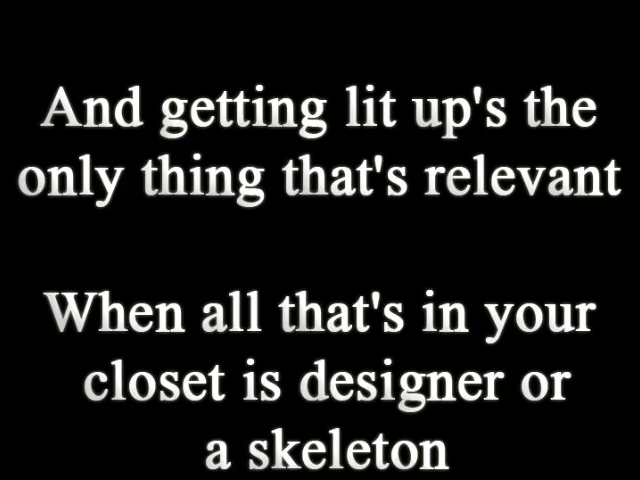 And getting lit up's the
only thing that's relevant
When all that's in your
closet is designer or
a skeleton